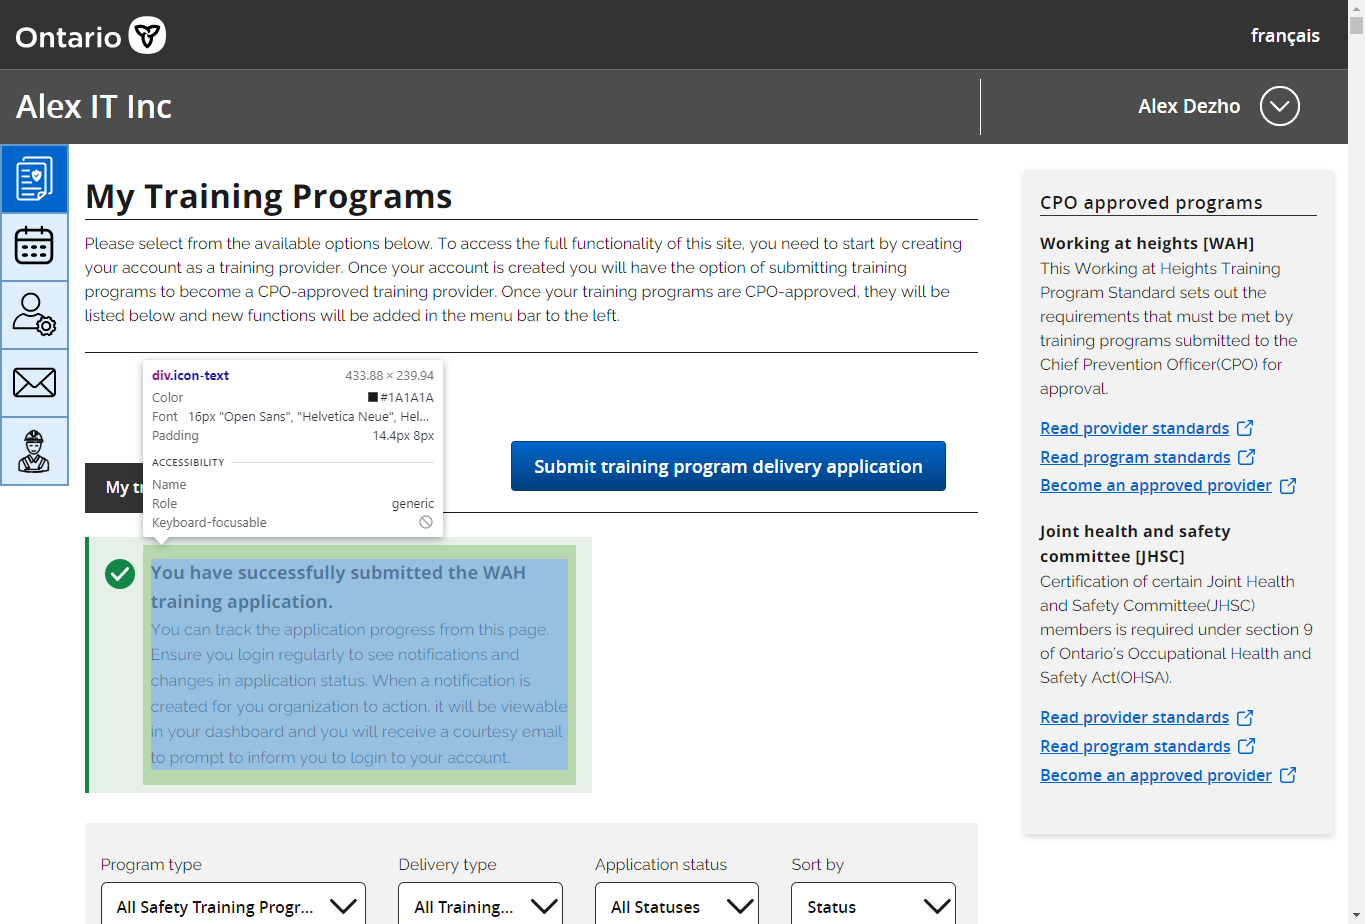 Ontario
français
Alex IT Inc
Alex Dezho
My Training Programs
Please select from the available options below. To access the full functionality of this site, you need to start by creating
your account as a training provider. Once your account is created you will have the option of submitting training
programs to become a CPO-approved training provider. Once your training programs are CPO-approved, they will be
listed below and new functions will be added in the menu bar to the left.
div.icon-text 433.88 × 239.94
Color #1A1A1A
Font 16px "Open Sans", "Helvetica Neue", Hel...
Padding 14.4px 8px
ACCESSIBILITY
Name
Role generic
Keyboard-focusable
My tr
Submit training program delivery application
You have successfully submitted the WAH
training application.
You can track the application progress from this page.
Ensure you login regularly to see notifications and
changes in application status. When a notification is
created for you organization to action, it will be viewable
in your dashboard and you will receive a courtesy email
to prompt to inform you to login to your account.
Program type
All Safety Training Progr...
Delivery type
All Training...
Application status
All Statuses
Sort by
Status
CPO approved programs
Working at heights [WAH]
This Working at Heights Training
Program Standard sets out the
requirements that must be met by
training programs submitted to the
Chief Prevention Officer(CPO) for
approval.
Read provider standards
Read program standards
Become an approved provider
Joint health and safety
committee [JHSC]
Certification of certain Joint Health
and Safety Committee(JHSC)
members is required under section 9
of Ontario's Occupational Health and
Safety Act(OHSA).
Read provider standards
Read program standards
Become an approved provider